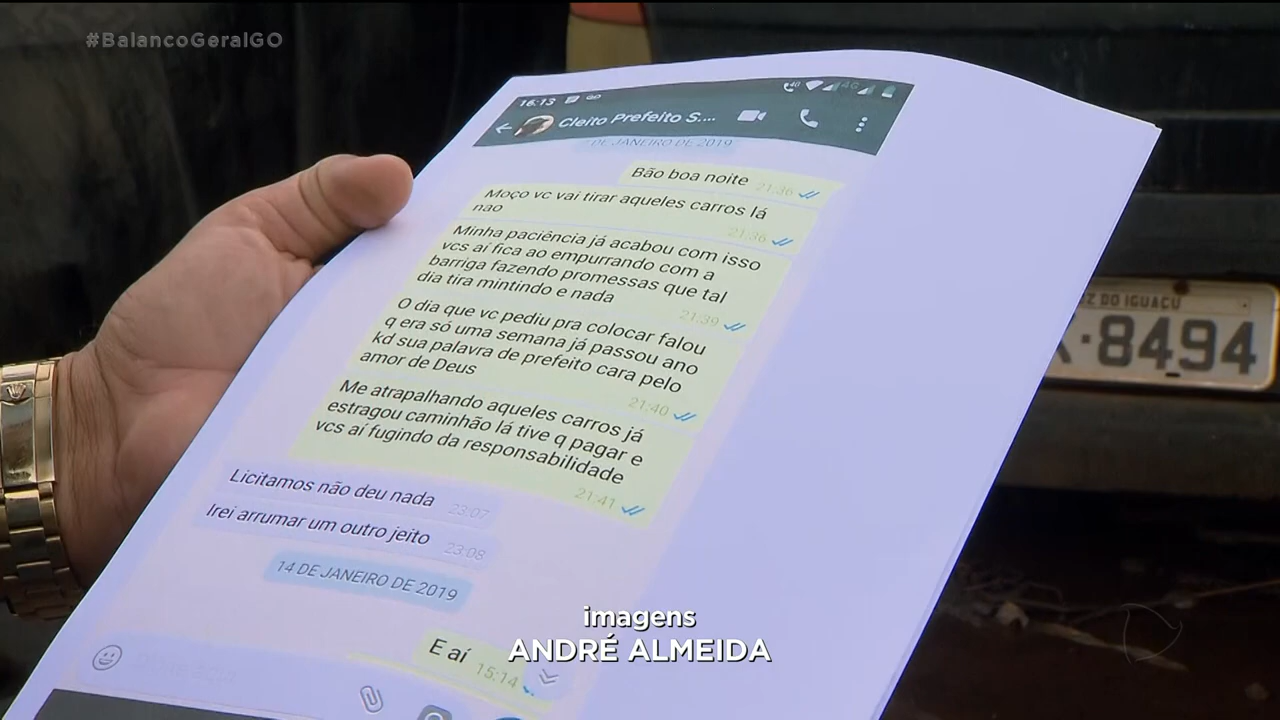 #BalancoGeralGO
16:13
Cleito Prefeito S....
DE JANEIRO DE 2019
Bão boa noite 21:36
Moço vc vai tirar aqueles carros lá
nao 21:36
Minha paciência já acabou com isso
vcs aí fica ao empurrando com a
barriga fazendo promessas que tal
dia tira mintindo e nada 21:39
O dia que vc pediu pra colocar falou
q era só uma semana já passou ano
kd sua palavra de prefeito cara pelo
amor de Deus 21:40
Me atrapalhando aqueles carros já
estragou caminhão lá tive q pagar e
vcs aí fugindo da responsabilidade
21:41
Licitamos não deu nada 23:07
Irei arrumar um outro jeito 23:08
14 DE JANEIRO DE 2019
E aí 15:14
Z DO IGUAÇU
8494
imagens
ANDRÉ ALMEIDA